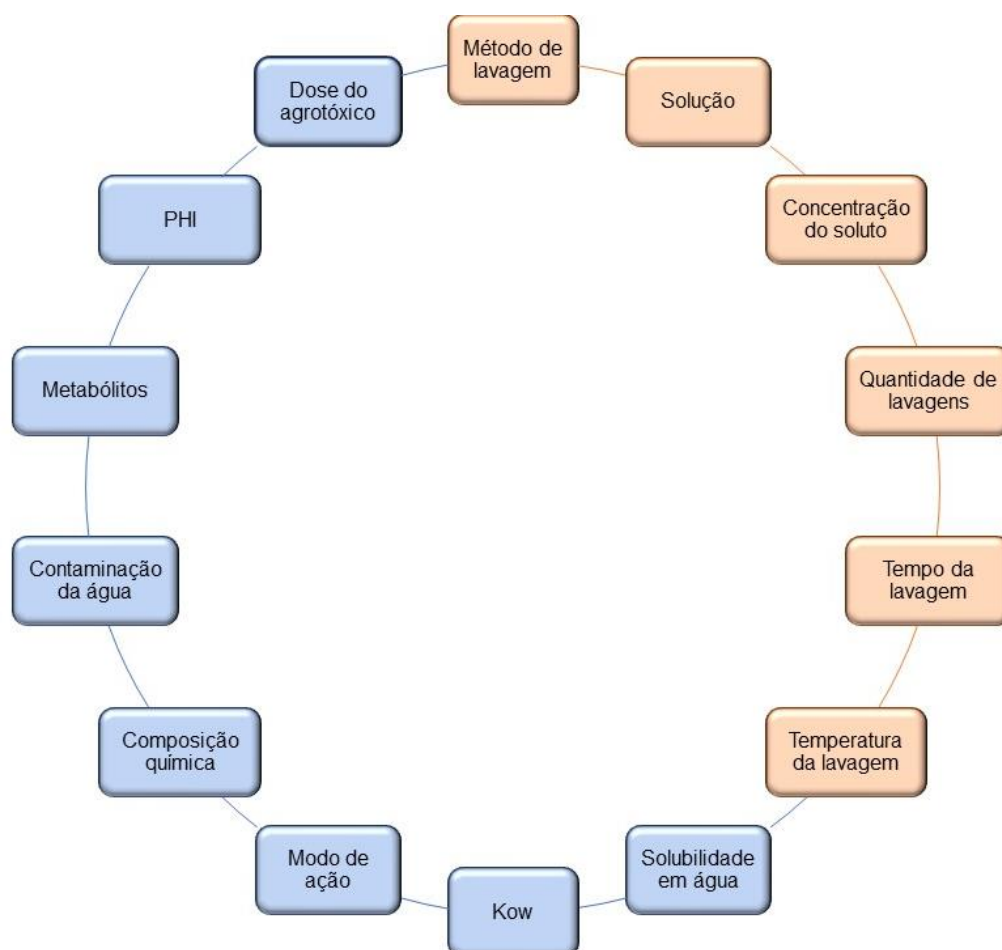 Método de
lavagem
Solução
Concentração
do soluto
Quantidade de
lavagens
Tempo da
lavagem
Temperatura
da lavagem
Solubilidade
em água
Kow
Modo de
ação
Composição
química
Contaminação
da água
Metabólitos
PHI
Dose do
agrotóxico